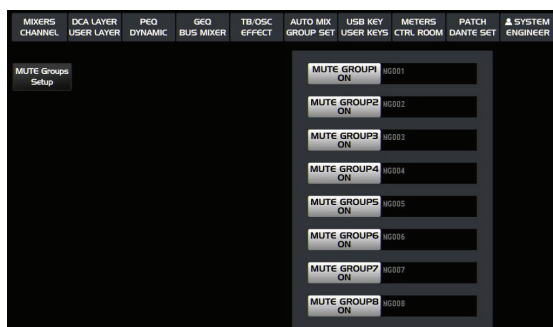 MIXERS CHANNEL
DCA LAYER USER LAYER
PEQ DYNAMIC
GEQ BUS MIXER
TB/OSC EFFECT
AUTO MIX GROUP SET
USB KEY USER KEYS
METERS CTRL ROOM
PATCH DANTE SET
SYSTEM ENGINEER
MUTE Groups
Setup
MUTE GROUP1
ON
MG001
MUTE GROUP2
ON
MG002
MUTE GROUP3
ON
MG003
MUTE GROUP4
ON
MG004
MUTE GROUP5
ON
MG005
MUTE GROUP6
ON
MG006
MUTE GROUP7
ON
MG007
MUTE GROUP8
ON
MG008